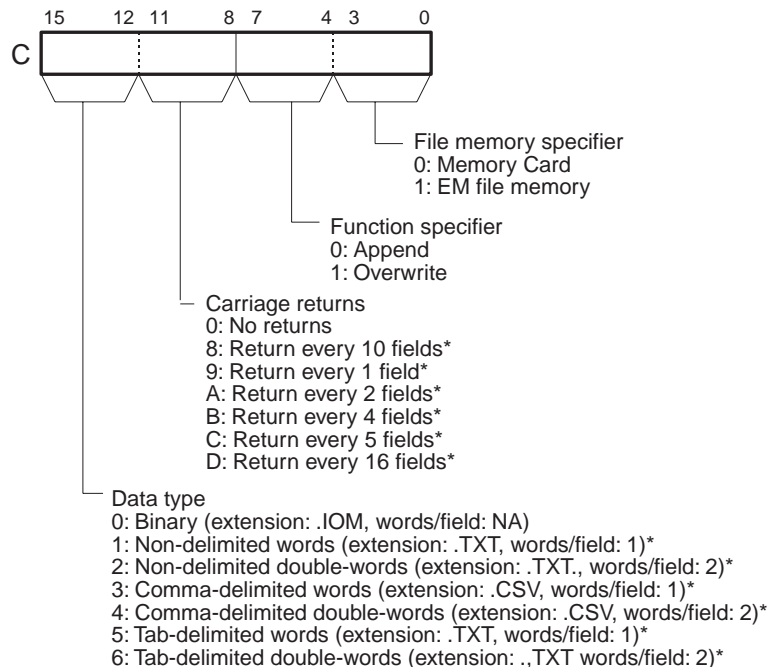 15 12 11 8 7 4 3 0
C
File memory specifier
0: Memory Card
1: EM file memory
Function specifier
0: Append
1: Overwrite
Carriage returns
0: No returns
8: Return every 10 fields*
9: Return every 1 field*
A: Return every 2 fields*
B: Return every 4 fields*
C: Return every 5 fields*
D: Return every 16 fields*
Data type
0: Binary (extension: .IOM, words/field: NA)
1: Non-delimited words (extension: .TXT, words/field: 1)*
2: Non-delimited double-words (extension: .TXT., words/field: 2)*
3: Comma-delimited words (extension: .CSV, words/field: 1)*
4: Comma-delimited double-words (extension: .CSV, words/field: 2)*
5: Tab-delimited words (extension: .TXT, words/field: 1)*
6: Tab-delimited double-words (extension: .,TXT words/field: 2)*